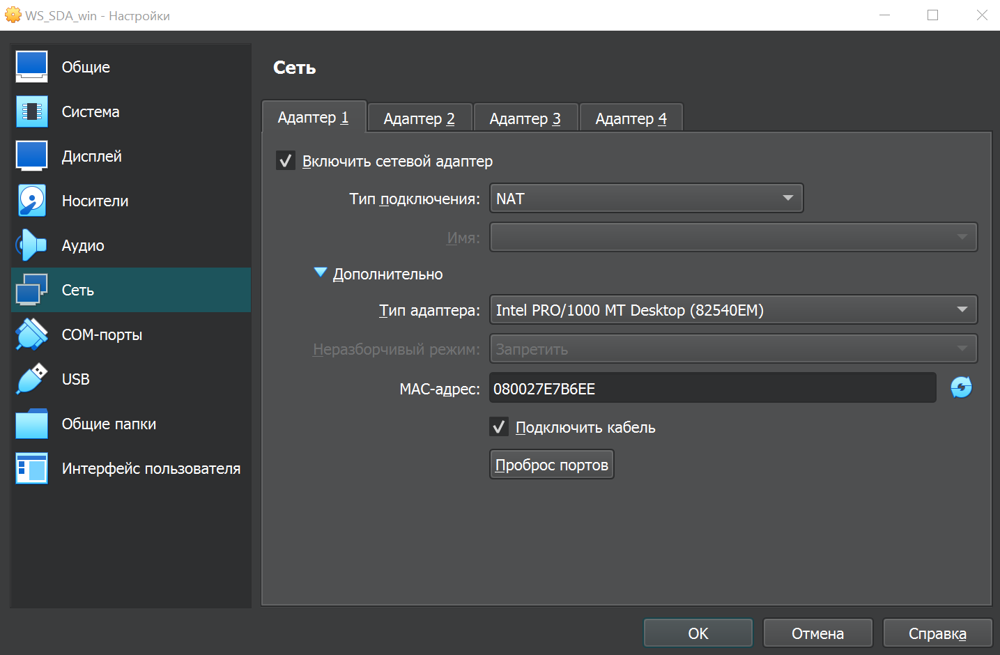 WS_SDA_win - Настройки
Общие
Система
Дисплей
Носители
Аудио
Сеть
COM-порты
USB
Общие папки
Интерфейс пользователя
Сеть
Адаптер 1
Адаптер 2
Адаптер 3
Адаптер 4
Включить сетевой адаптер
Тип подключения: NAT
Имя:
Дополнительно
Тип адаптера: Intel PRO/1000 MT Desktop (82540EM)
Неразборчивый режим: Запретить
MAC-адрес: 080027E7B6EE
Подключить кабель
Проброс портов
OK
Отмена
Справка